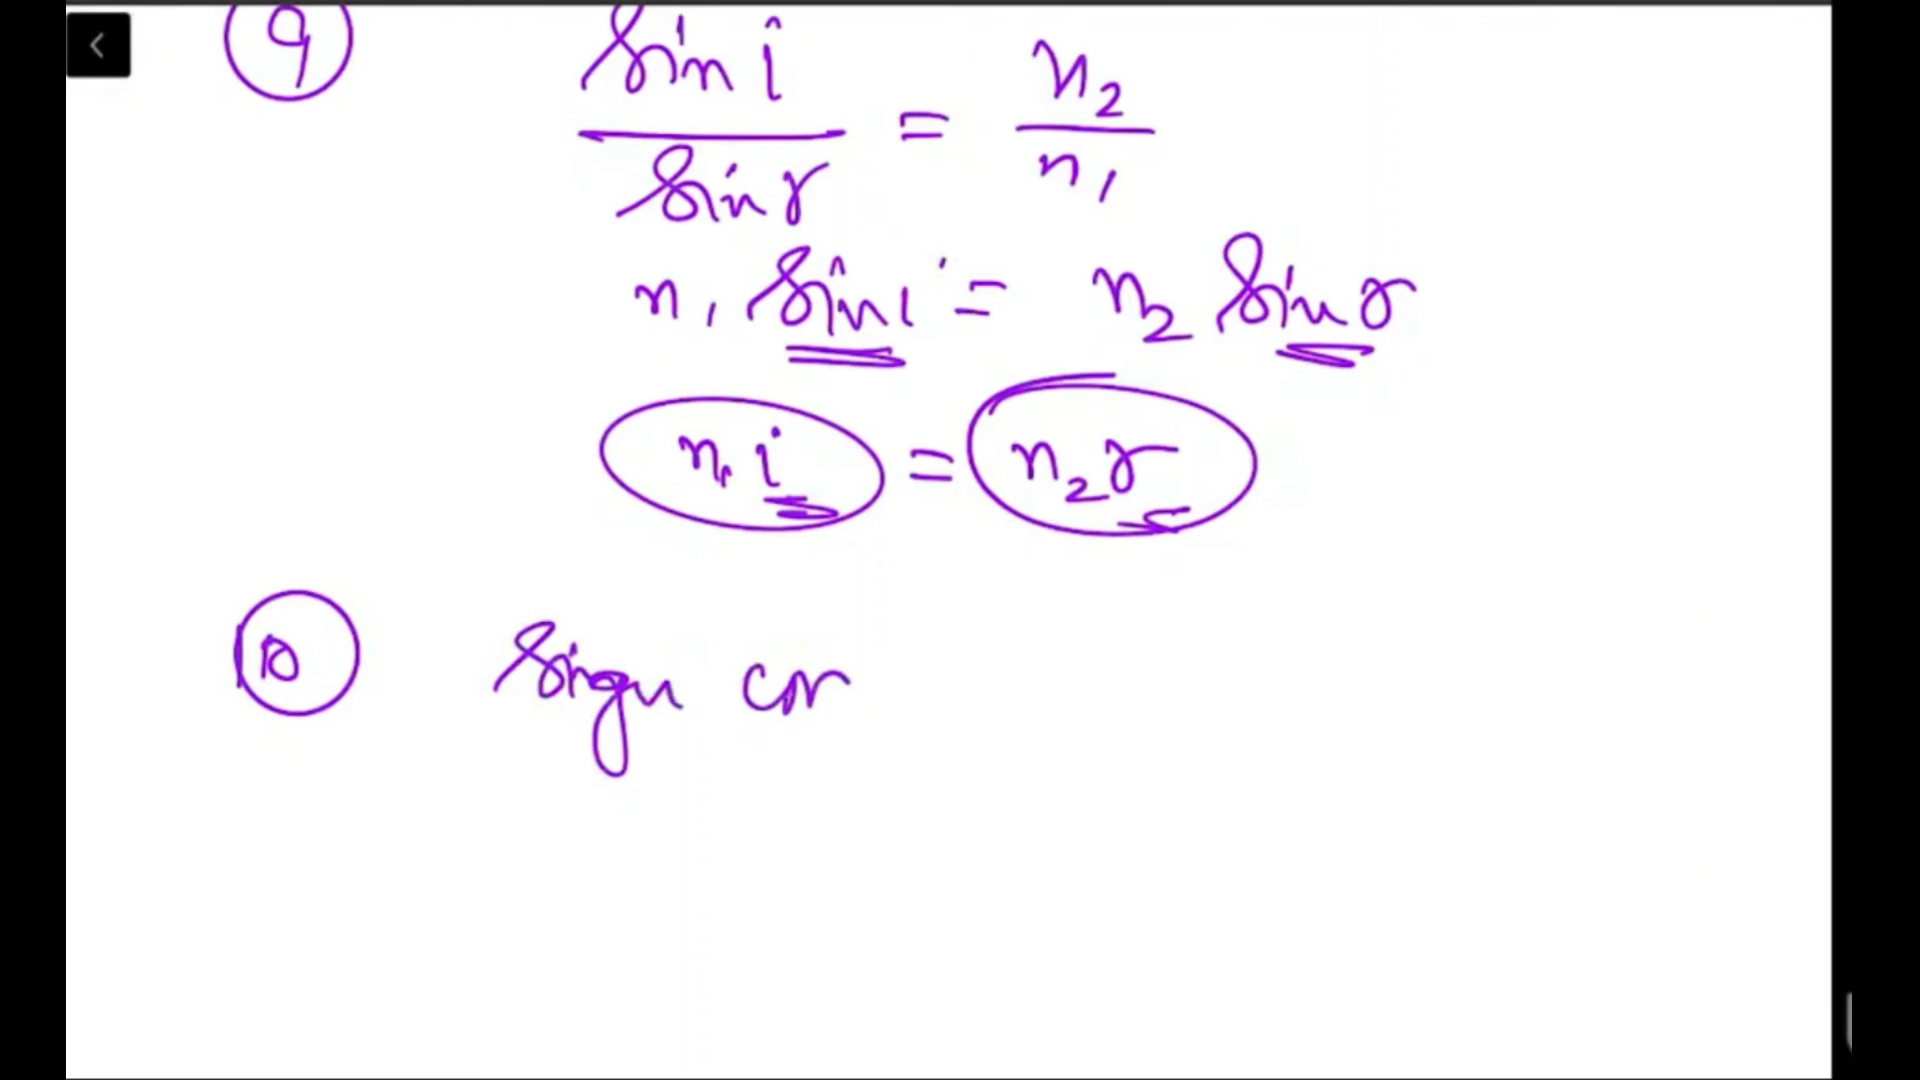 9
sin i / sin r = n2 / n1
n1 sin i = n2 sin r
n1 i = n2 r
10 Sign con